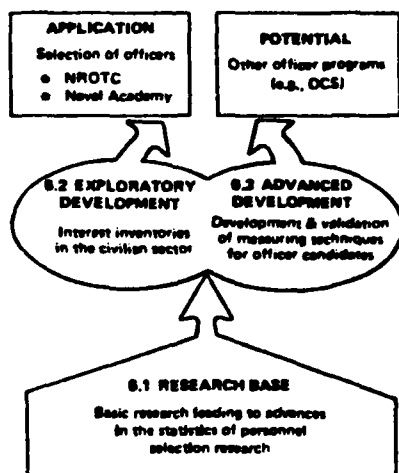 APPLICATION
Selection of officers
● NROTC
● Naval Academy
POTENTIAL
Other officer programs
(e.g., OCS)
6.2 EXPLORATORY
DEVELOPMENT
Interest inventories
in the civilian sector
6.3 ADVANCED
DEVELOPMENT
Development & validation
of measuring techniques
for officer candidates
6.1 RESEARCH BASE
Basic research leading to advances
in the statistics of personnel
selection research